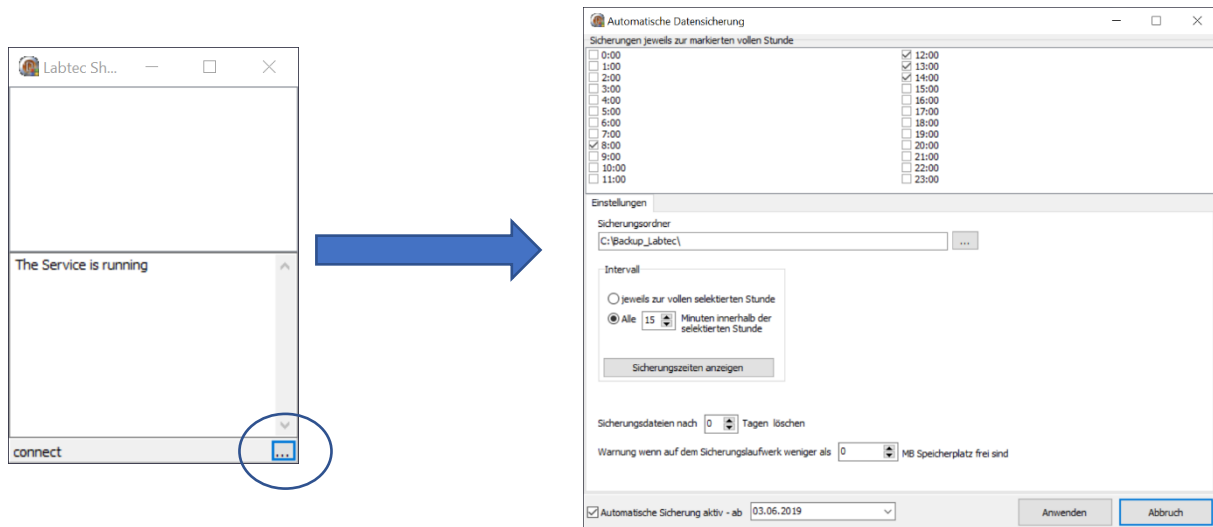 Labtec Sh...
The Service is running
connect
...
Automatische Datensicherung
Sicherungen jeweils zur markierten vollen Stunde
0:00
1:00
2:00
3:00
4:00
5:00
6:00
7:00
8:00
9:00
10:00
11:00
12:00
13:00
14:00
15:00
16:00
17:00
18:00
19:00
20:00
21:00
22:00
23:00
Einstellungen
Sicherungsordner
C:\Backup_Labtec\ ...
Intervall
jeweils zur vollen selektierten Stunde
Alle 15 Minuten innerhalb der
selektierten Stunde
Sicherungszeiten anzeigen
Sicherungsdateien nach 0 Tagen löschen
Warnung wenn auf dem Sicherungslaufwerk weniger als 0 MB Speicherplatz frei sind
Automatische Sicherung aktiv - ab 03.06.2019 Anwenden Abbruch